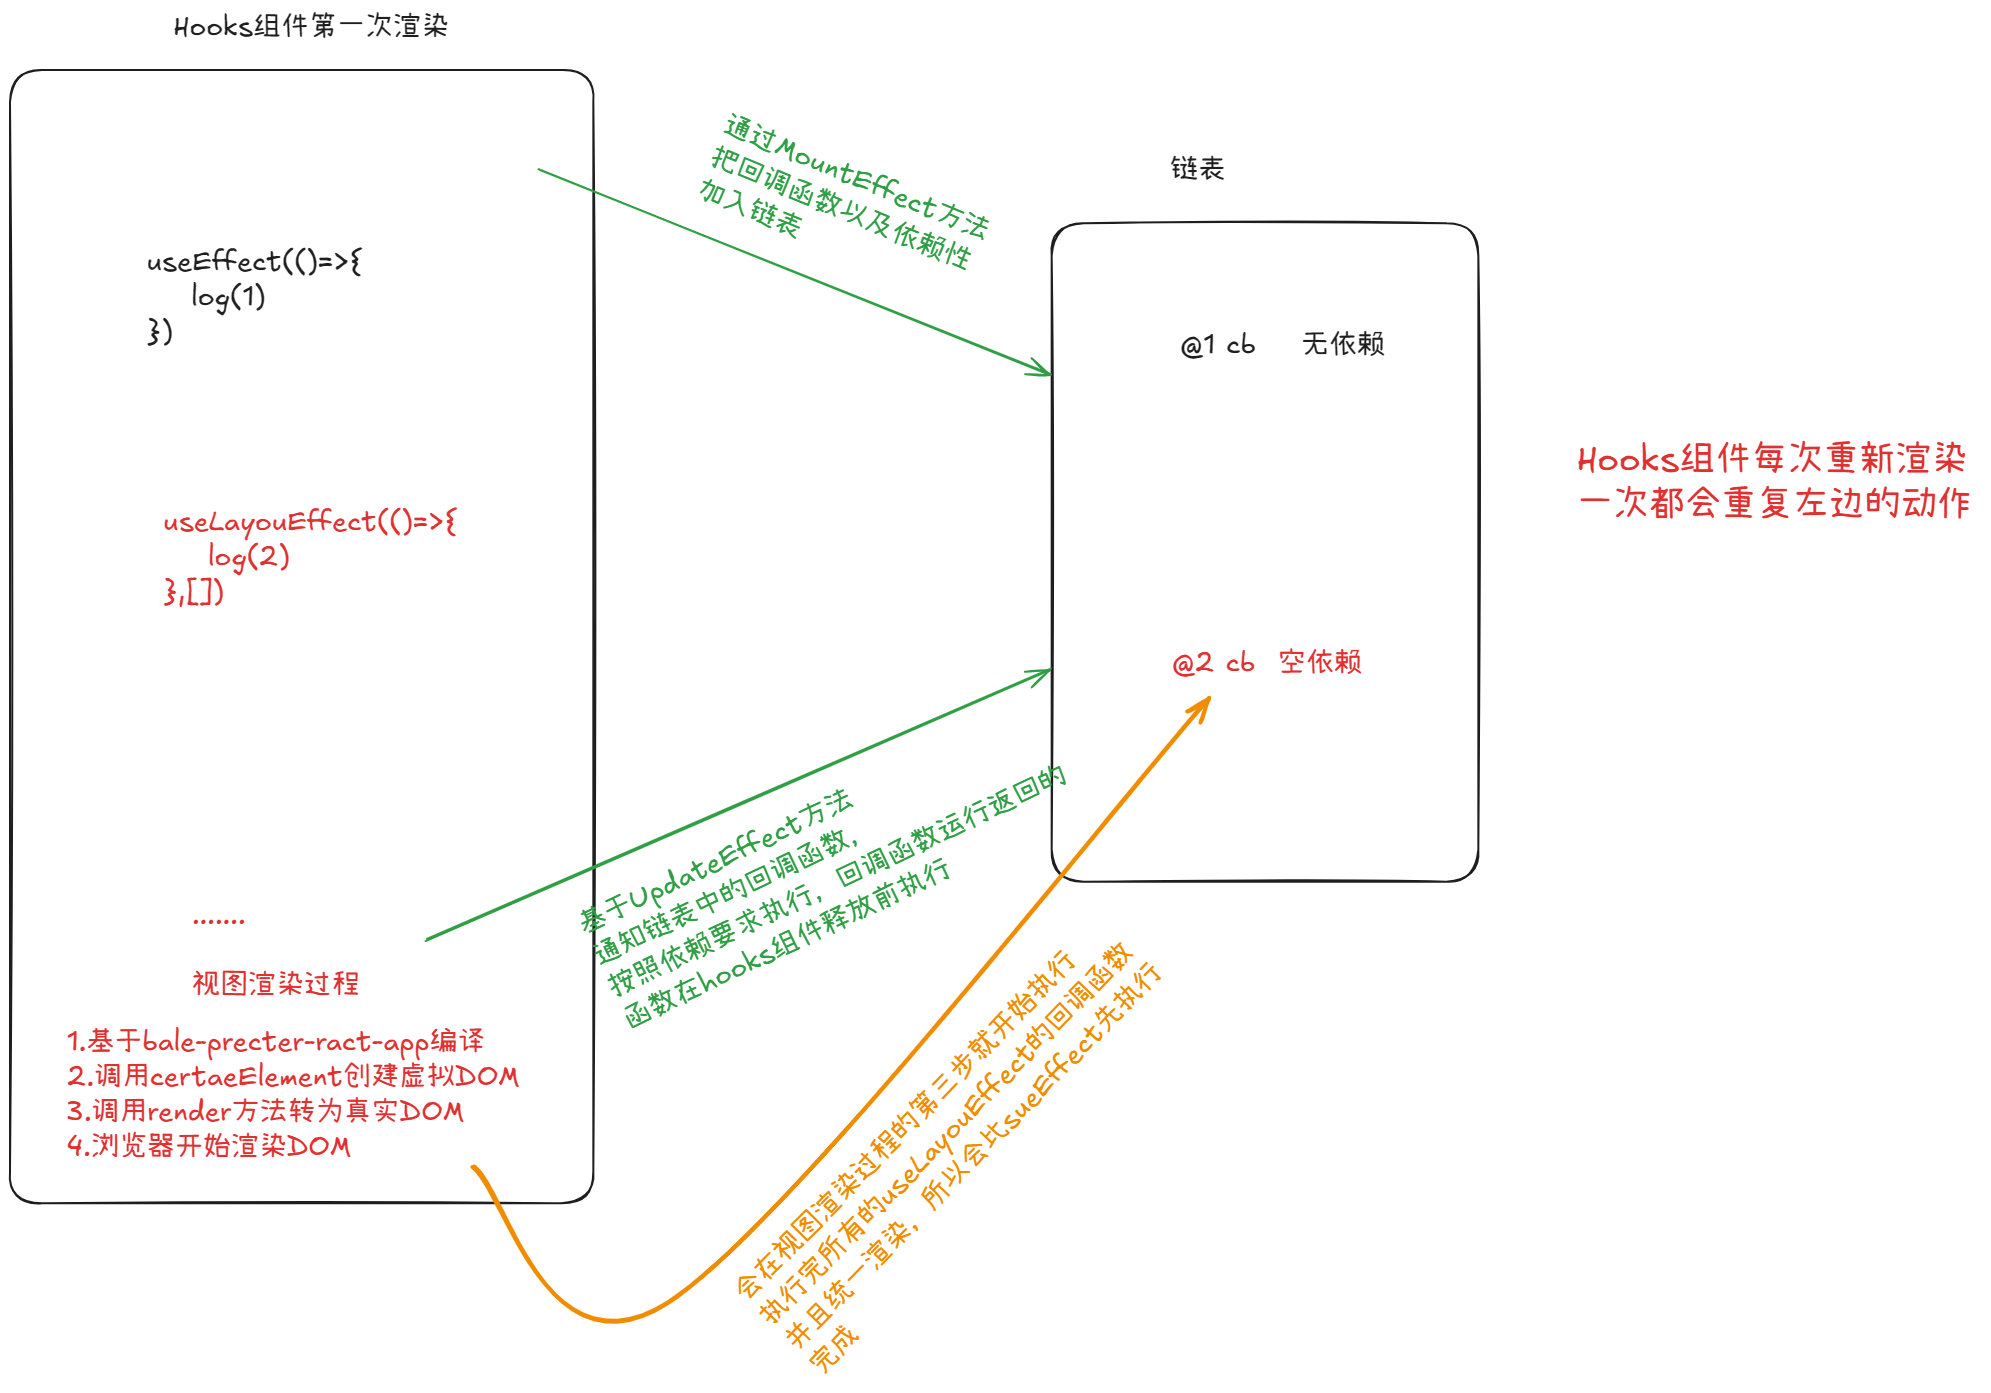 Hooks组件第一次渲染
useEffect(()=>{
log(1)
})
useLayouEffect(()=>{
log(2)
},[])
.......
视图渲染过程
1.基于bale-precter-ract-app编译
2.调用certaeElement创建虚拟DOM
3.调用render方法转为真实DOM
4.浏览器开始渲染DOM
通过MountEffect方法
把回调函数以及依赖性
加入链表
基于UpdateEffect方法
通知链表中的回调函数,
按照依赖要求执行，回调函数运行返回的
函数在hooks组件释放前执行
会在视图渲染过程的第三步就开始执行
执行完所有的useLayouEffect的回调函数
并且统一渲染，所以会比sueEffect先执行
完成
链表
@1 cb 无依赖
@2 cb 空依赖
Hooks组件每次重新渲染
一次都会重复左边的动作